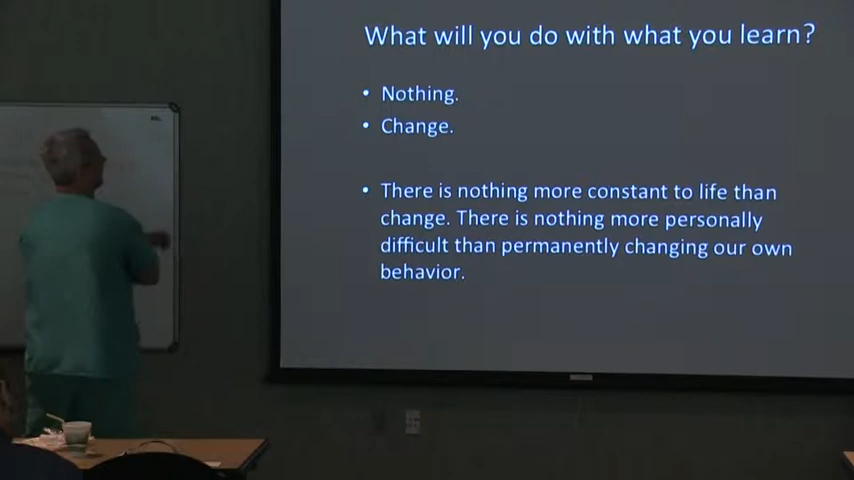 What will you do with what you learn?
• Nothing.
• Change.
• There is nothing more constant to life than
change. There is nothing more personally
difficult than permanently changing our own
behavior.